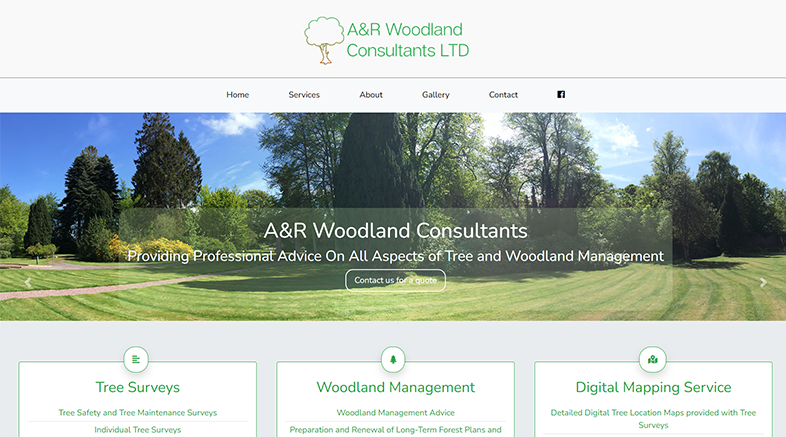 A&R Woodland
Consultants LTD
Home Services About Gallery Contact
A&R Woodland Consultants
Providing Professional Advice On All Aspects of Tree and Woodland Management
Contact us for a quote
Tree Surveys
Tree Safety and Tree Maintenance Surveys
Individual Tree Surveys
Woodland Management
Woodland Management Advice
Preparation and Renewal of Long-Term Forest Plans and
Digital Mapping Service
Detailed Digital Tree Location Maps provided with Tree
Surveys